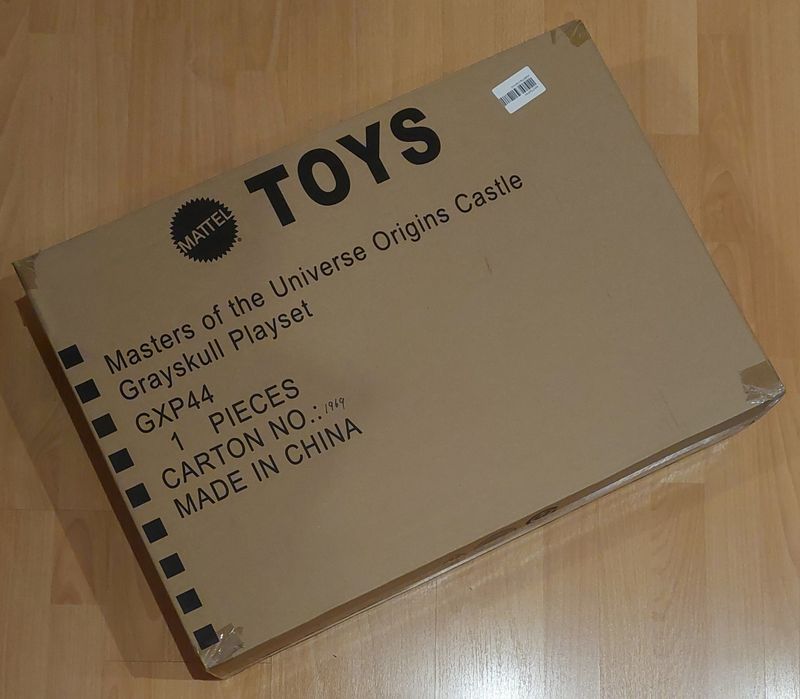 MATTEL
TOYS
Masters of the Universe Origins Castle
Grayskull Playset
GXP44
1 PIECES
CARTON NO.: 1969
MADE IN CHINA